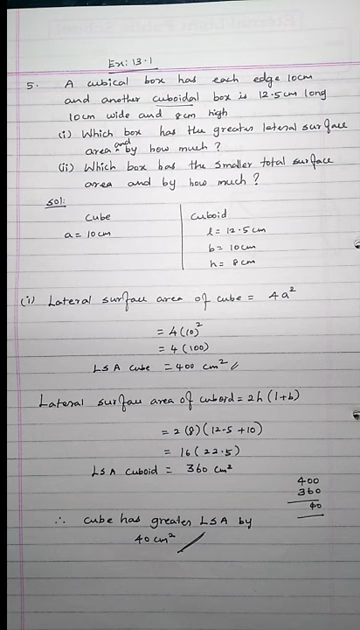 Ex: 13.1
5. A cubical box has each edge 10cm
and another cuboidal box is 12.5cm long
10cm wide and 8cm high
(i) Which box has the greater lateral surface
area and by how much?
(ii) Which box has the smaller total surface
area and by how much?
Sol:
Cube
a = 10cm
Cuboid
l = 12.5cm
b = 10cm
h = 8cm
(i) Lateral surface area of cube = 4a²
= 4(10)²
= 4(100)
LSA Cube = 400 cm²
Lateral surface area of cuboid = 2h(l+b)
= 2(8)(12.5+10)
= 16(22.5)
LSA cuboid = 360 cm²
400
360
40
∴ Cube has greater LSA by
40cm²